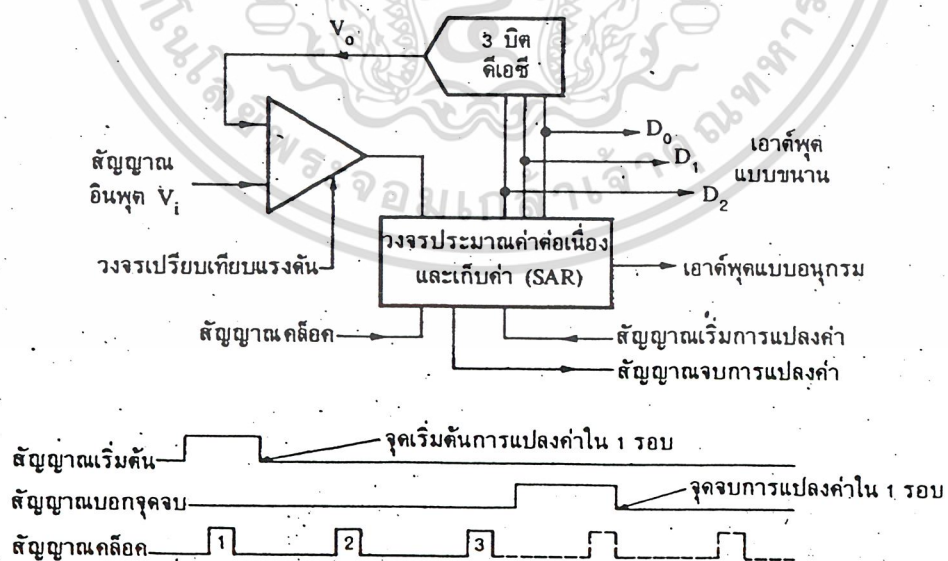 V₀
3 บิต
ดีเอซี
D₀
D₁
D₂
เอาต์พุต
แบบขนาน
สัญญาณ
อินพุต Vᵢ
วงจรเปรียบเทียบแรงดัน
วงจรประมาณค่าต่อเนื่อง
และเก็บค่า (SAR)
เอาต์พุตแบบอนุกรม
สัญญาณคล็อค
สัญญาณเริ่มการแปลงค่า
สัญญาณจบการแปลงค่า
สัญญาณเริ่มต้น
จุดเริ่มต้นการแปลงค่าใน 1 รอบ
สัญญาณบอกจุดจบ
จุดจบการแปลงค่าใน 1 รอบ
สัญญาณคล็อค
1 2 3